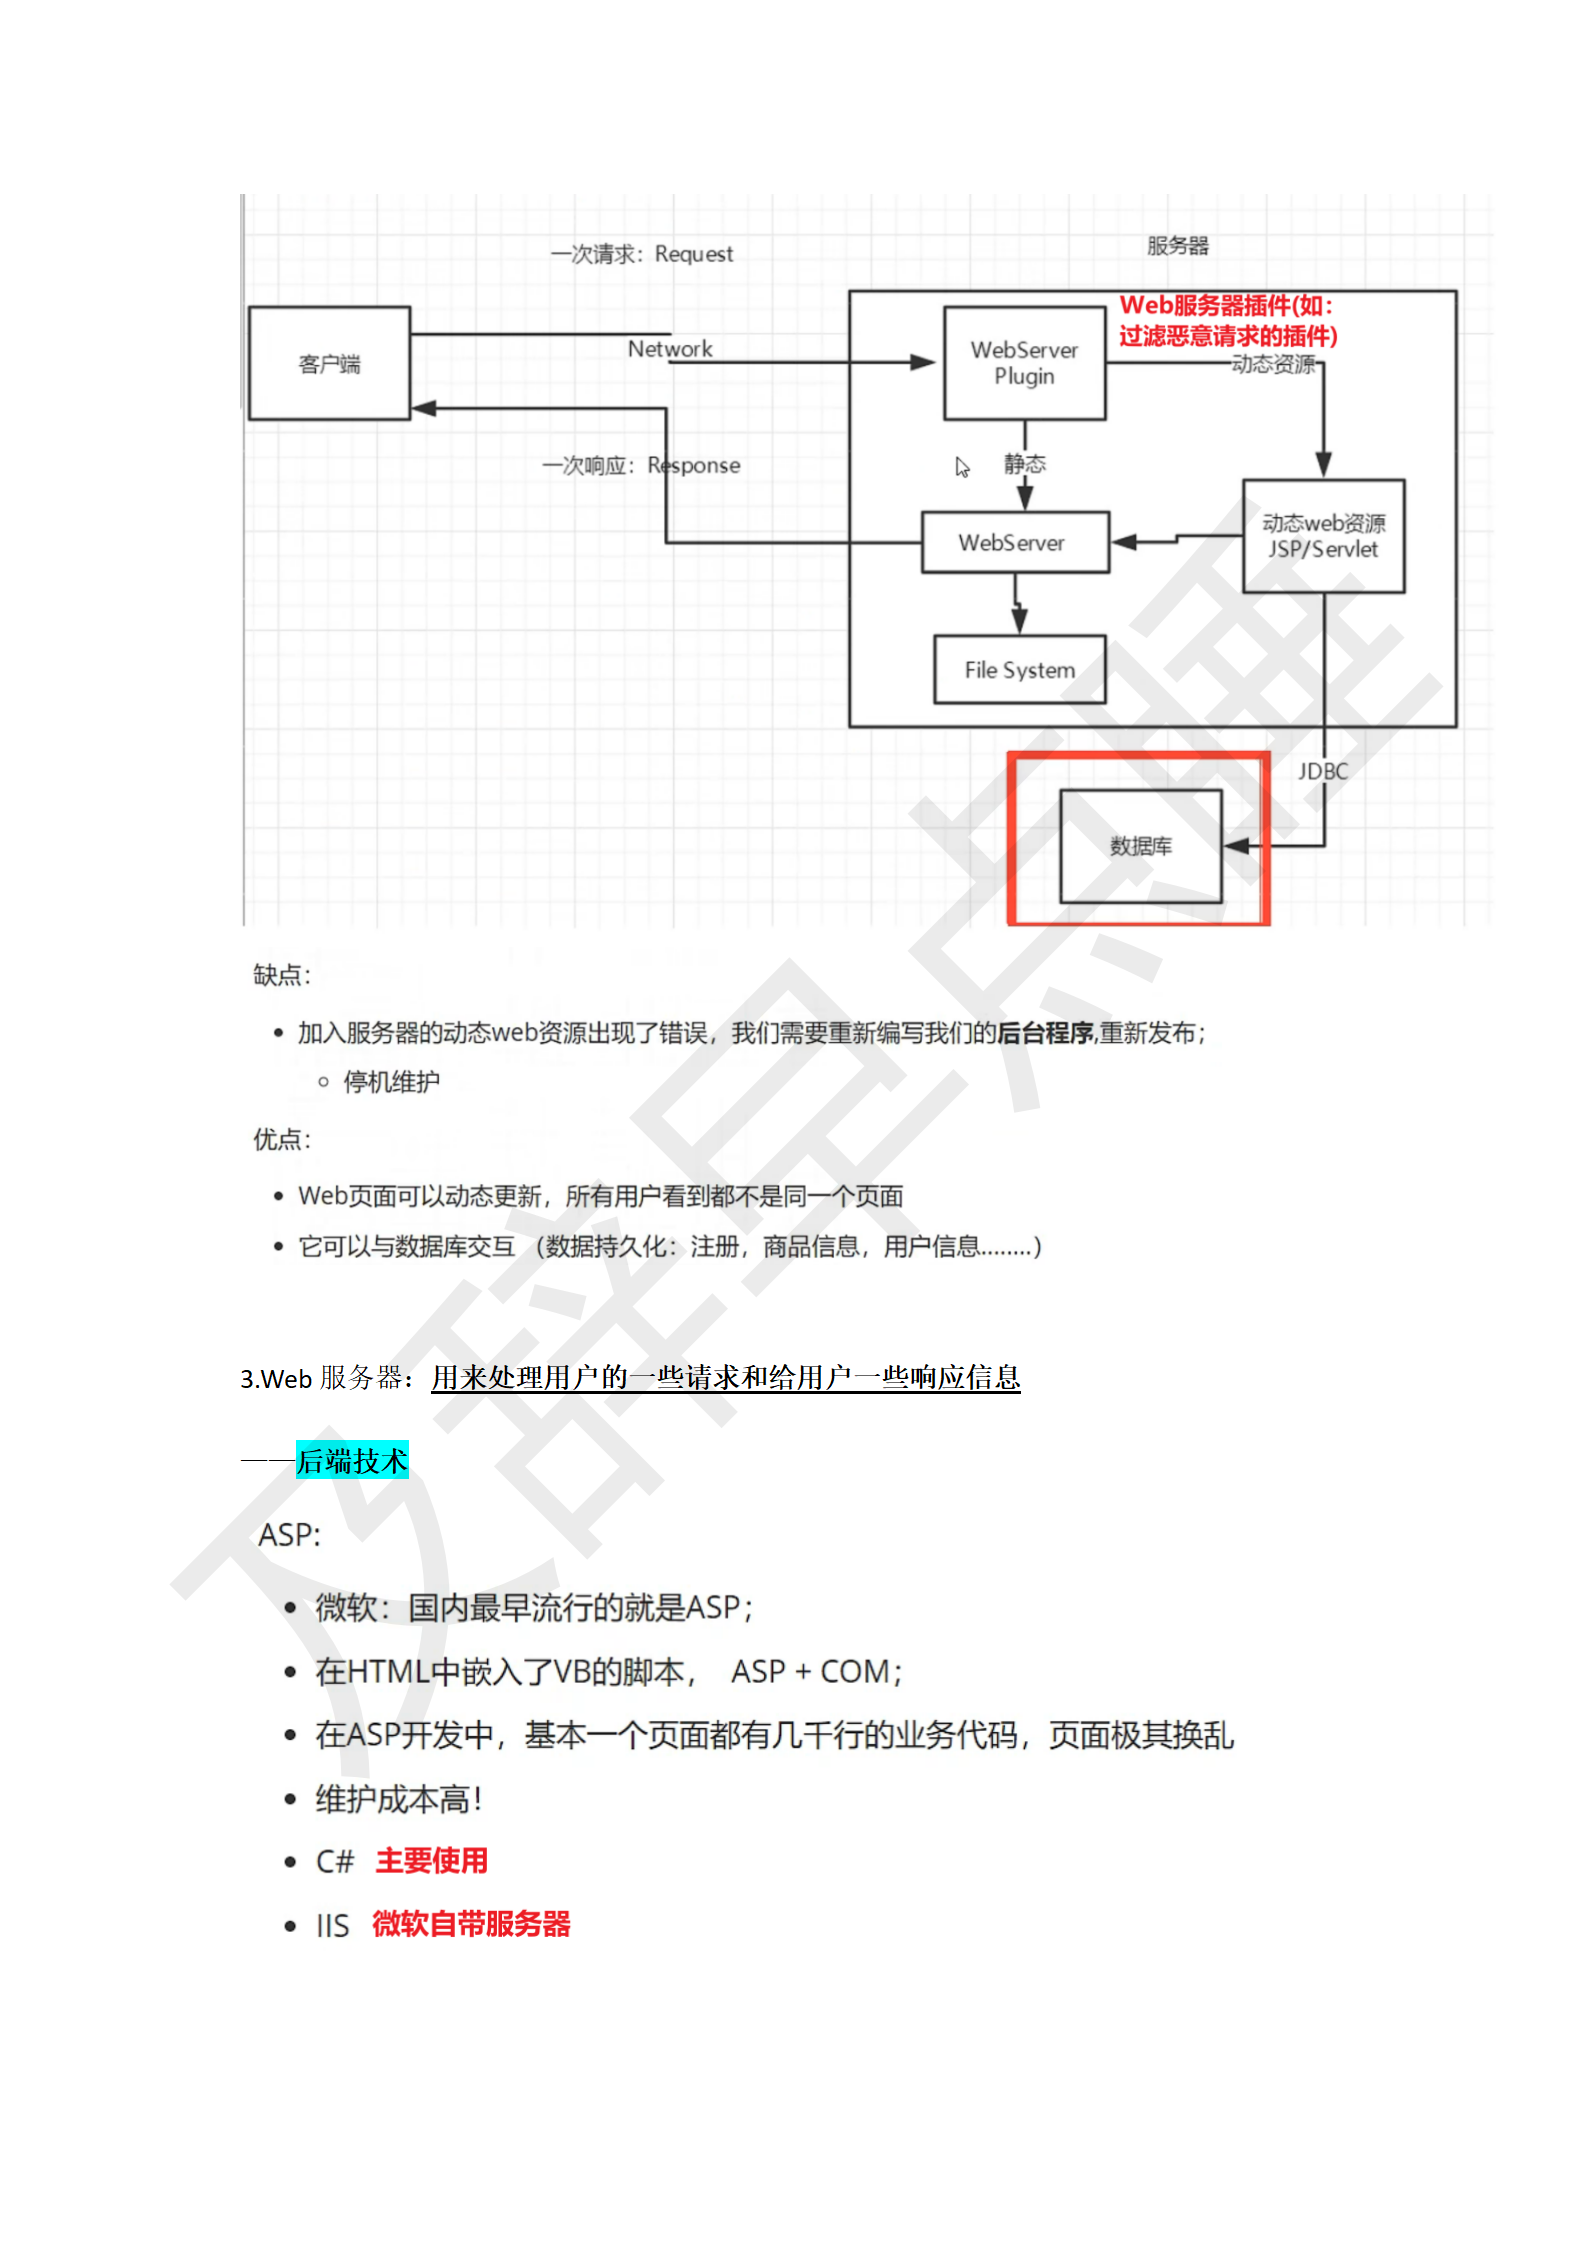 一次请求：Request
服务器
Web服务器插件(如：
过滤恶意请求的插件)
客户端
Network
WebServer
Plugin
动态资源
一次响应：Response
静态
动态web资源
JSP/Servlet
WebServer
File System
JDBC
数据库
缺点：
加入服务器的动态web资源出现了错误，我们需要重新编写我们的后台程序,重新发布；
停机维护
优点：
Web页面可以动态更新，所有用户看到都不是同一个页面
它可以与数据库交互 （数据持久化：注册，商品信息，用户信息........）
3.Web 服务器：用来处理用户的一些请求和给用户一些响应信息
——后端技术
ASP:
微软：国内最早流行的就是ASP；
在HTML中嵌入了VB的脚本， ASP + COM；
在ASP开发中，基本一个页面都有几千行的业务代码，页面极其换乱
维护成本高！
C# 主要使用
IIS 微软自带服务器
及辞早点睡